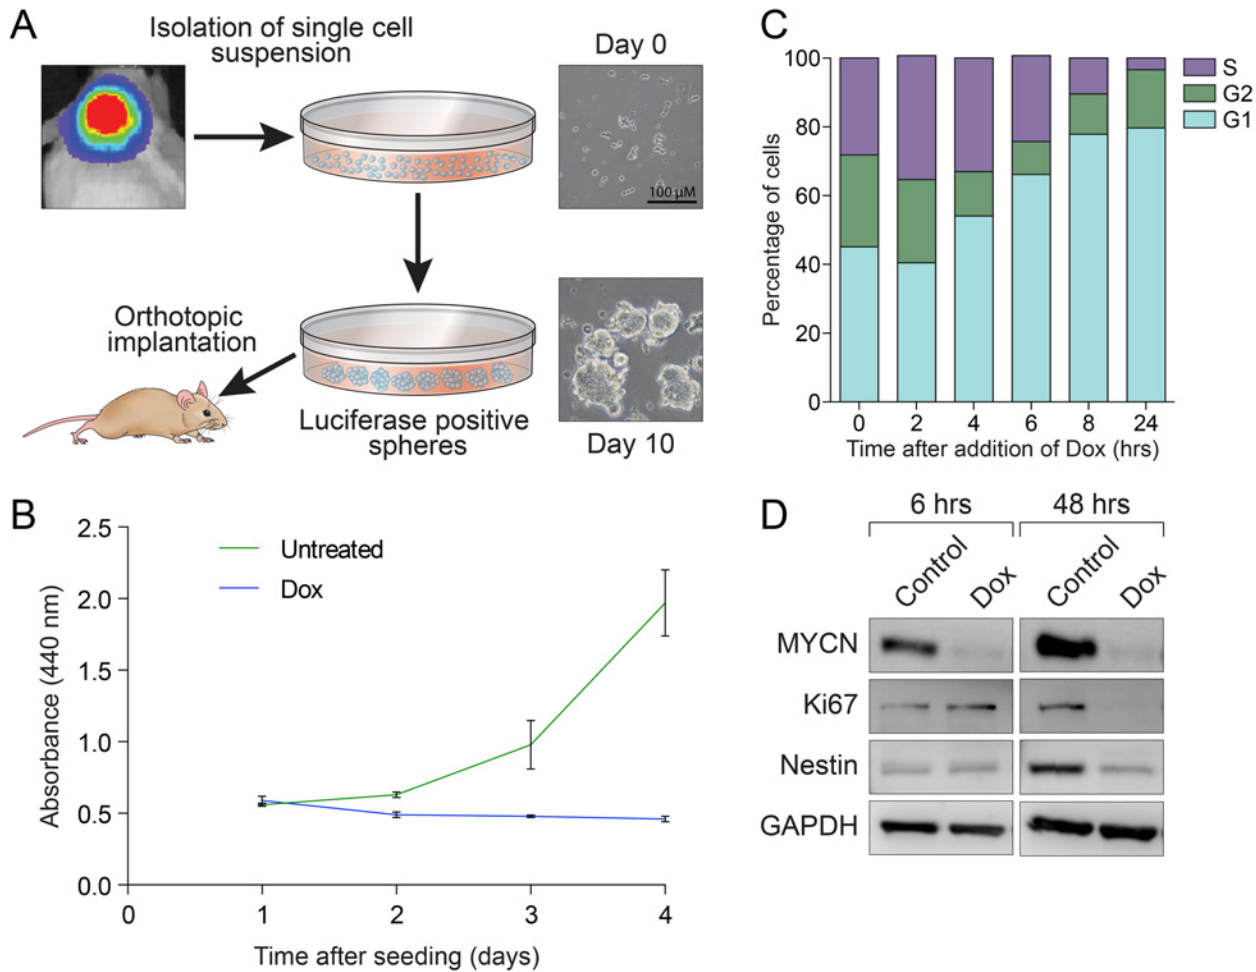 A
Isolation of single cell
suspension
Day 0
100 µM
Orthotopic
implantation
Luciferase positive
spheres
Day 10
B
2.5
2.0
1.5
1.0
0.5
0.0
Absorbance (440 nm)
Untreated
Dox
0 1 2 3 4
Time after seeding (days)
C
100
80
60
40
20
0
Percentage of cells
S
G2
G1
0 2 4 6 8 24
Time after addition of Dox (hrs)
D
6 hrs 48 hrs
Control Dox Control Dox
MYCN
Ki67
Nestin
GAPDH